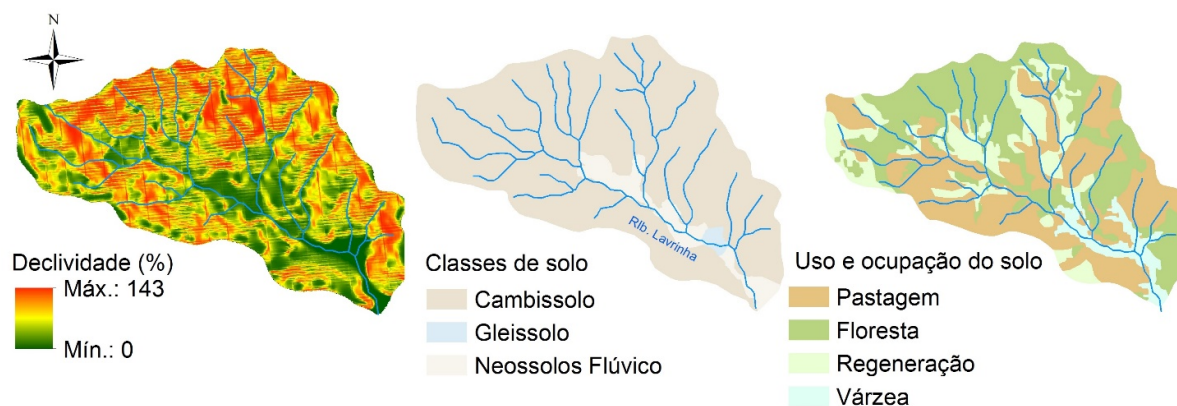 N
Declividade (%)
Máx.: 143
Mín.: 0
Rib. Lavrinha
Classes de solo
Cambissolo
Gleissolo
Neossolos Flúvico
Uso e ocupação do solo
Pastagem
Floresta
Regeneração
Várzea